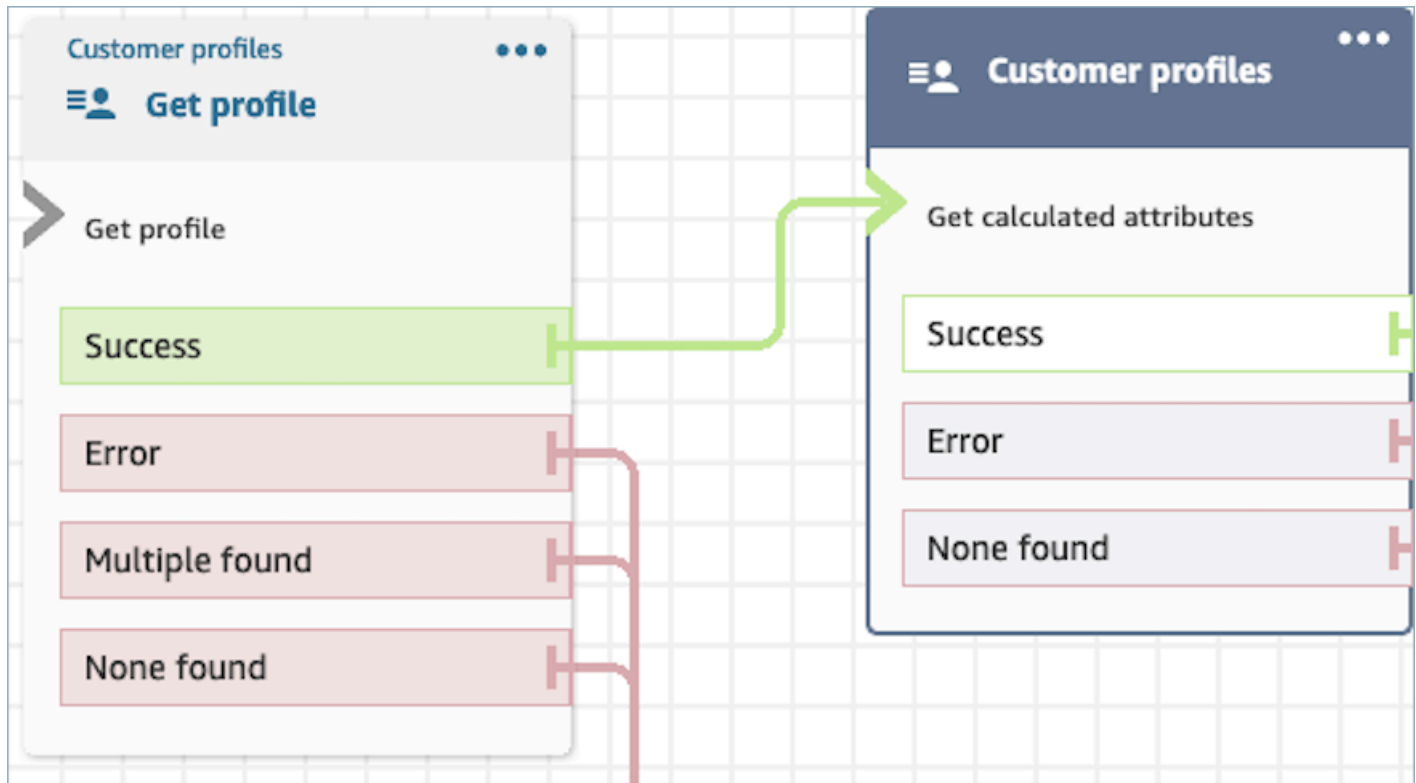 Customer profiles
Get profile
Get profile
Success
Error
Multiple found
None found
Customer profiles
Get calculated attributes
Success
Error
None found